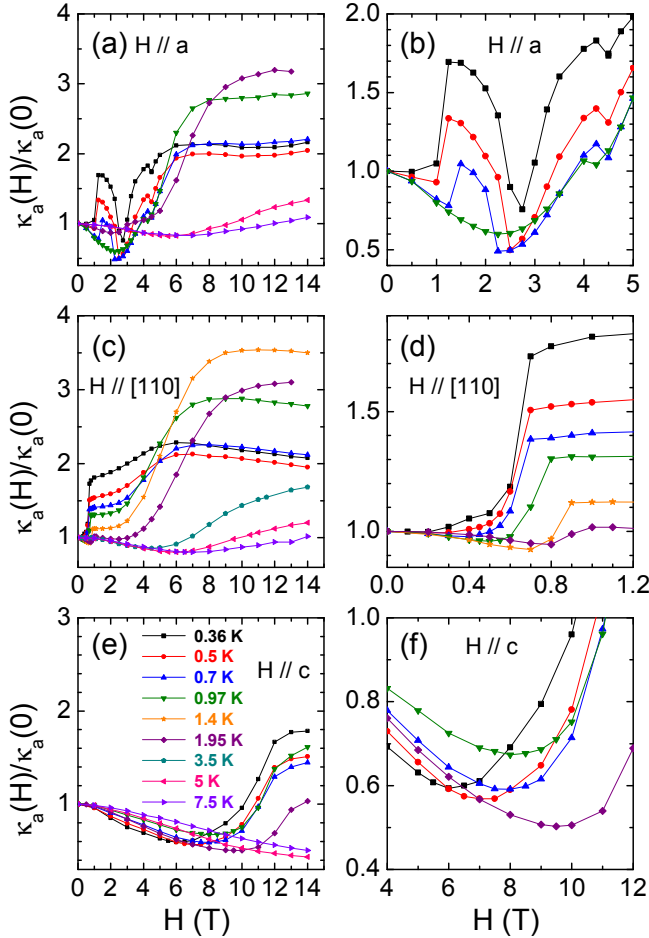 (a) H // a
κa(H)/κa(0)
4
3
2
1
0 2 4 6 8 10 12 14
(b) H // a
2.0
1.5
1.0
0.5
0 1 2 3 4 5
(c)
H // [110]
κa(H)/κa(0)
4
3
2
1
0 2 4 6 8 10 12 14
(d)
H // [110]
1.5
1.0
0.0 0.4 0.8 1.2
(e)
H // c
0.36 K
0.5 K
0.7 K
0.97 K
1.4 K
1.95 K
3.5 K
5 K
7.5 K
κa(H)/κa(0)
3
2
1
0 2 4 6 8 10 12 14
H (T)
(f) H // c
1.0
0.8
0.6
0.4
4 6 8 10 12
H (T)